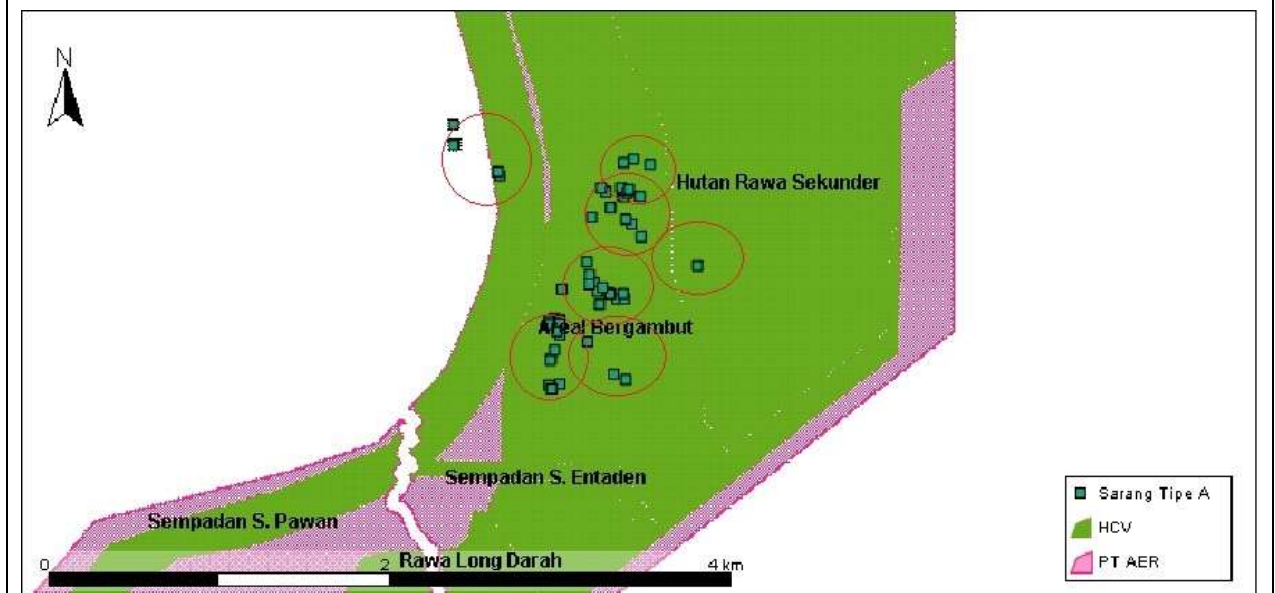 N
Hutan Rawa Sekunder
Areal Bergambut
Sempadan S. Entaden
Sempadan S. Pawan
Rawa Long Darah
0 2 4 km
Sarang Tipe A
HCV
PT AER